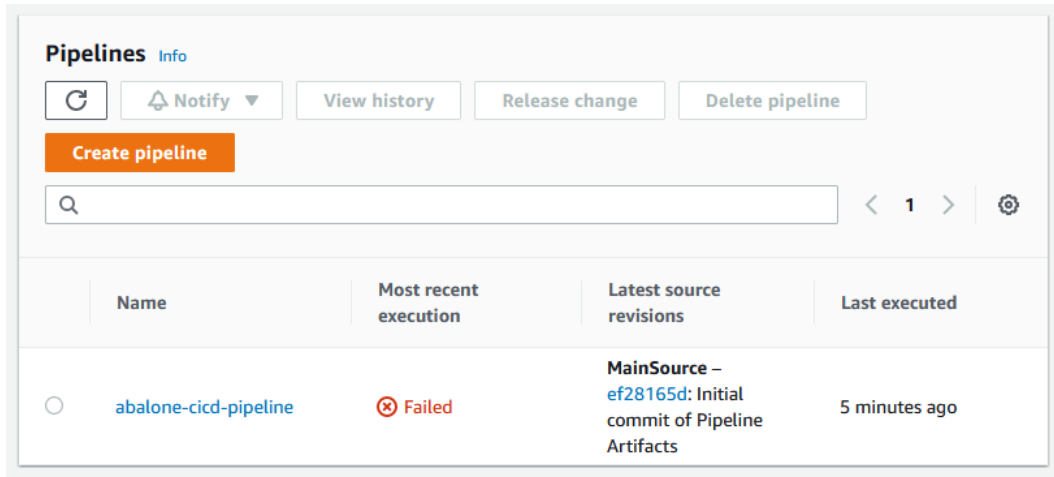 Pipelines Info
Notify
View history
Release change
Delete pipeline
Create pipeline
1
Name
Most recent
execution
Latest source
revisions
Last executed
abalone-cicd-pipeline
Failed
MainSource –
ef28165d: Initial
commit of Pipeline
Artifacts
5 minutes ago